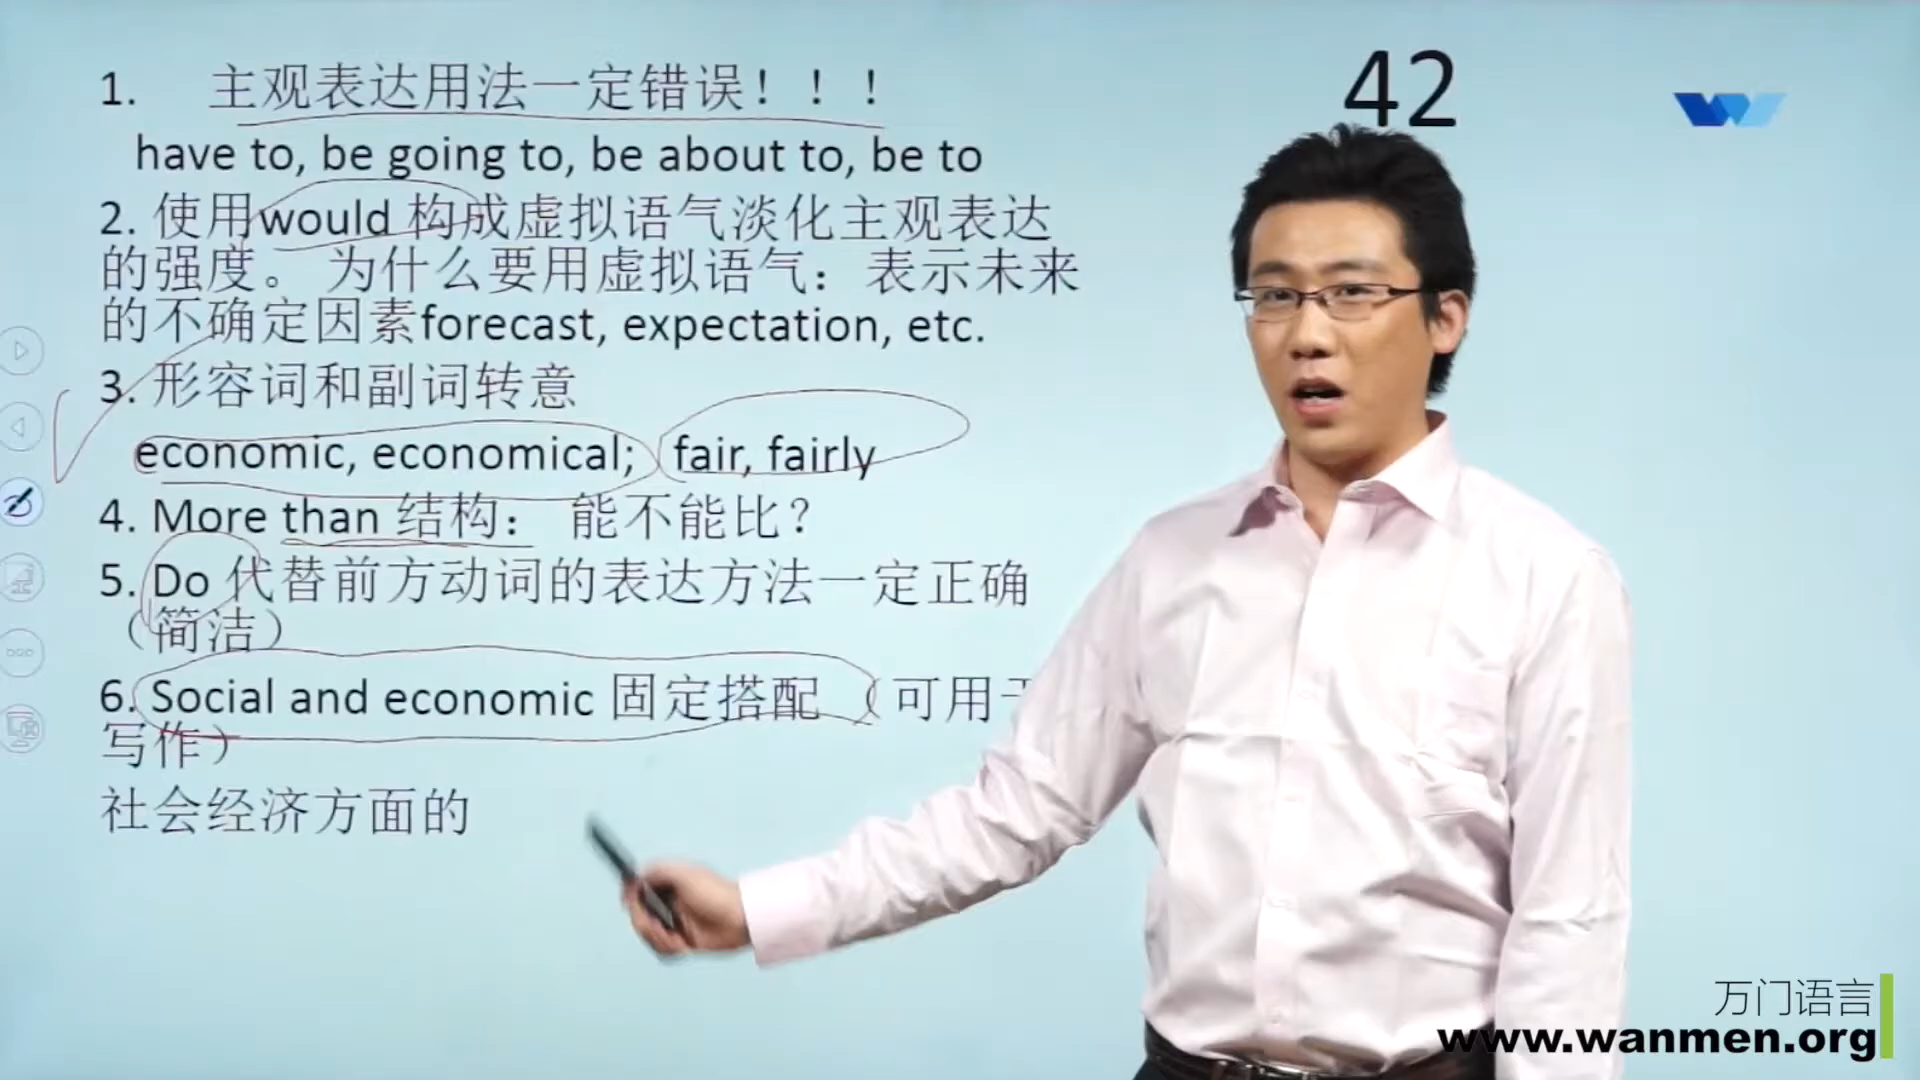 42
1. 主观表达用法一定错误！！！
have to, be going to, be about to, be to
2. 使用would 构成虚拟语气淡化主观表达
的强度。 为什么要用虚拟语气：表示未来
的不确定因素forecast, expectation, etc.
3. 形容词和副词转意
economic, economical; fair, fairly
4. More than 结构： 能不能比？
5. Do 代替前方动词的表达方法一定正确
（简洁）
6. Social and economic 固定搭配 （可用于
写作）
社会经济方面的
万门语言
www.wanmen.org